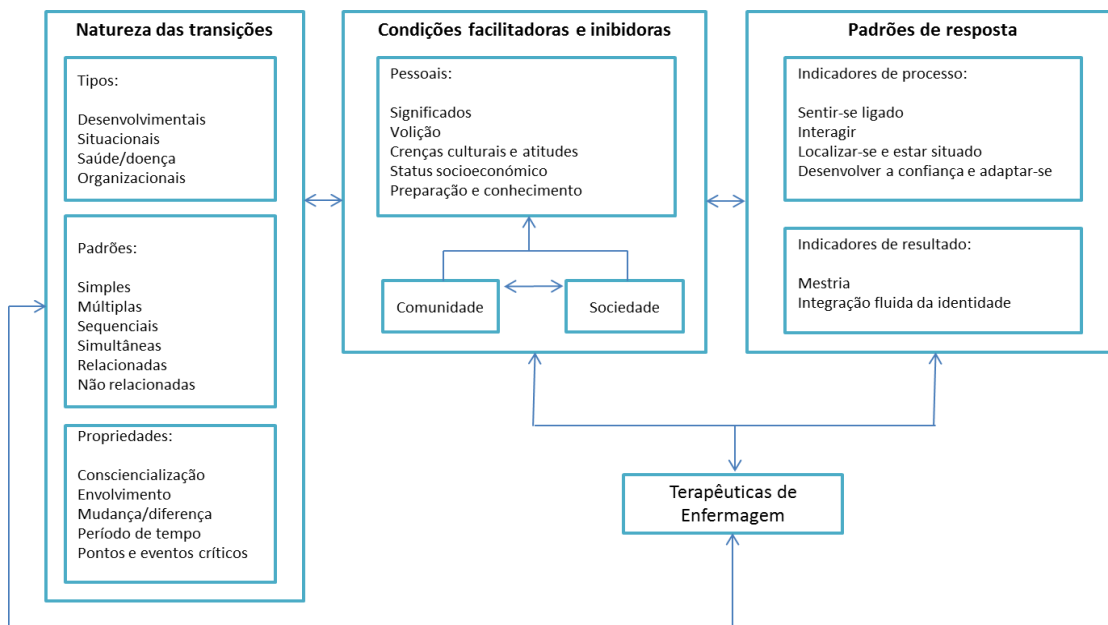 Natureza das transições
Tipos:
Desenvolvimentais
Situacionais
Saúde/doença
Organizacionais
Padrões:
Simples
Múltiplas
Sequenciais
Simultâneas
Relacionadas
Não relacionadas
Propriedades:
Consciencialização
Envolvimento
Mudança/diferença
Período de tempo
Pontos e eventos críticos
Condições facilitadoras e inibidoras
Pessoais:
Significados
Volição
Crenças culturais e atitudes
Status socioeconómico
Preparação e conhecimento
Comunidade
Sociedade
Padrões de resposta
Indicadores de processo:
Sentir-se ligado
Interagir
Localizar-se e estar situado
Desenvolver a confiança e adaptar-se
Indicadores de resultado:
Mestria
Integração fluida da identidade
Terapêuticas de
Enfermagem